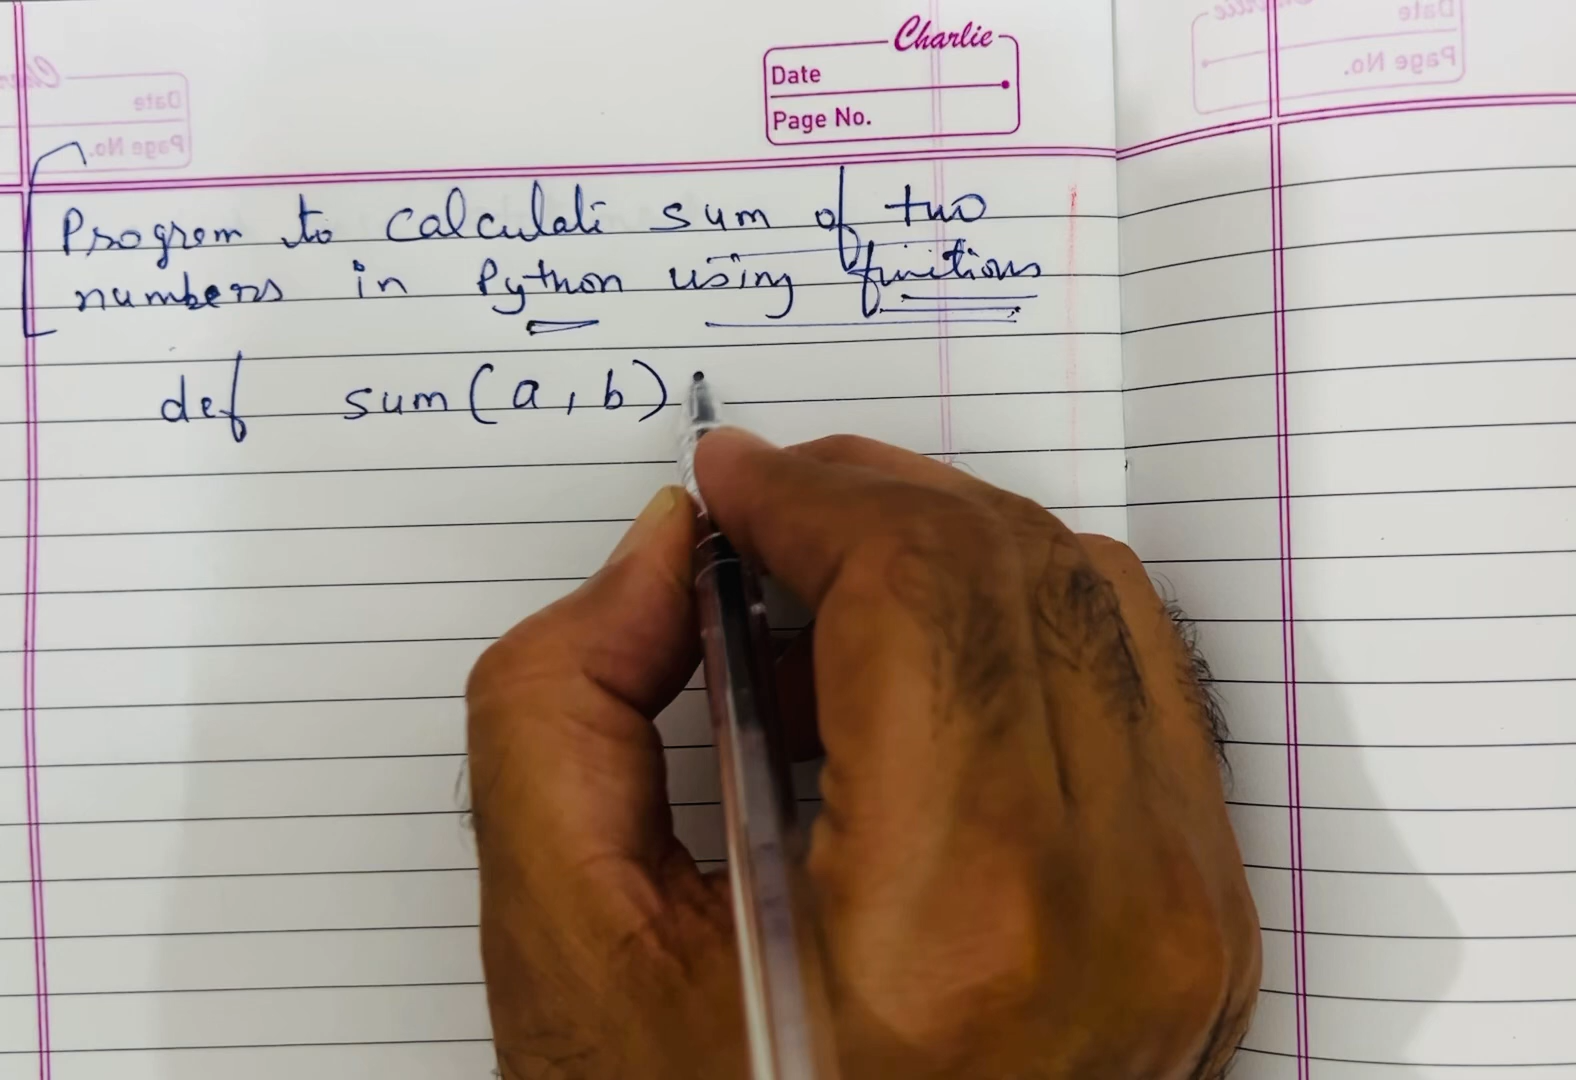 Charlie
Date
Page No.
Program to calculate sum of two
numbers in Python using functions
def sum(a, b)